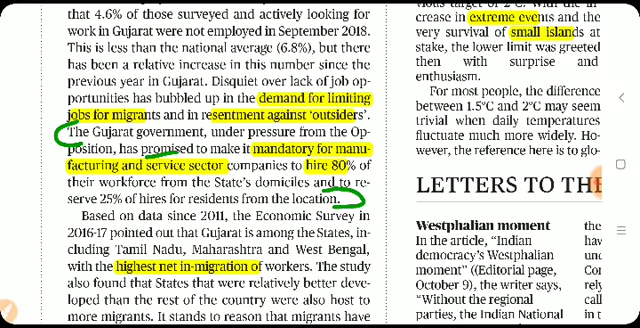 that 4.6% of those surveyed and actively looking for
work in Gujarat were not employed in September 2018.
This is less than the national average (6.8%), but there
has been a relative increase in this number since the
previous year in Gujarat. Disquiet over lack of job op-
portunities has bubbled up in the demand for limiting
jobs for migrants and in resentment against 'outsiders'.
The Gujarat government, under pressure from the Op-
position, has promised to make it mandatory for manu-
facturing and service sector companies to hire 80% of
their workforce from the State's domiciles and to re-
serve 25% of hires for residents from the location.
Based on data since 2011, the Economic Survey in
2016-17 pointed out that Gujarat is among the States, in-
cluding Tamil Nadu, Maharashtra and West Bengal,
with the highest net in-migration of workers. The study
also found that States that were relatively better deve-
loped than the rest of the country were also host to
more migrants. It stands to reason that migrants have
crease in extreme events and the
very survival of small islands at
stake, the lower limit was greeted
then with surprise and
enthusiasm.
For most people, the difference
between 1.5°C and 2°C may seem
trivial when daily temperatures
fluctuate much more widely. Ho-
wever, the reference here is to glo-
LETTERS TO THE
Westphalian moment
In the article, "Indian
democracy's Westphalian
moment" ((Editorial page,
October 9), the writer says,
"Without the regional
parties, the Indian National
the
hav
Con
rely
call
in t